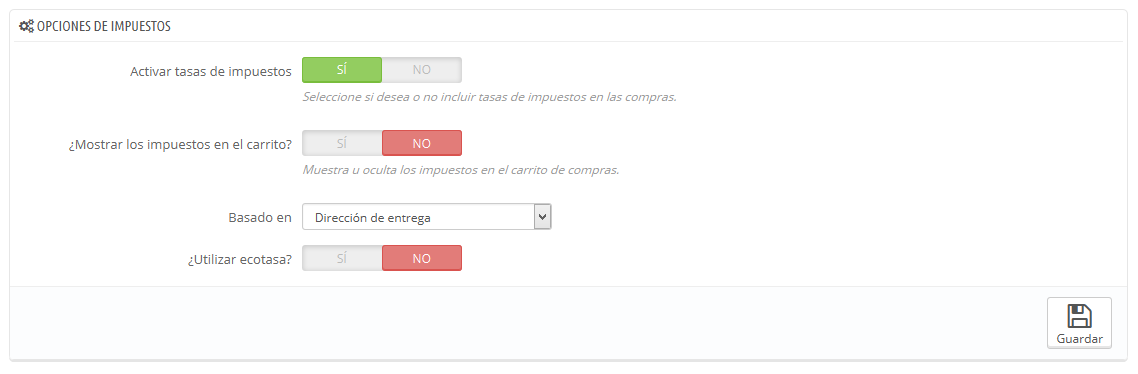 OPCIONES DE IMPUESTOS
Activar tasas de impuestos SÍ NO
Seleccione si desea o no incluir tasas de impuestos en las compras.
¿Mostrar los impuestos en el carrito? SÍ NO
Muestra u oculta los impuestos en el carrito de compras.
Basado en Dirección de entrega
¿Utilizar ecotasa? SÍ NO
Guardar